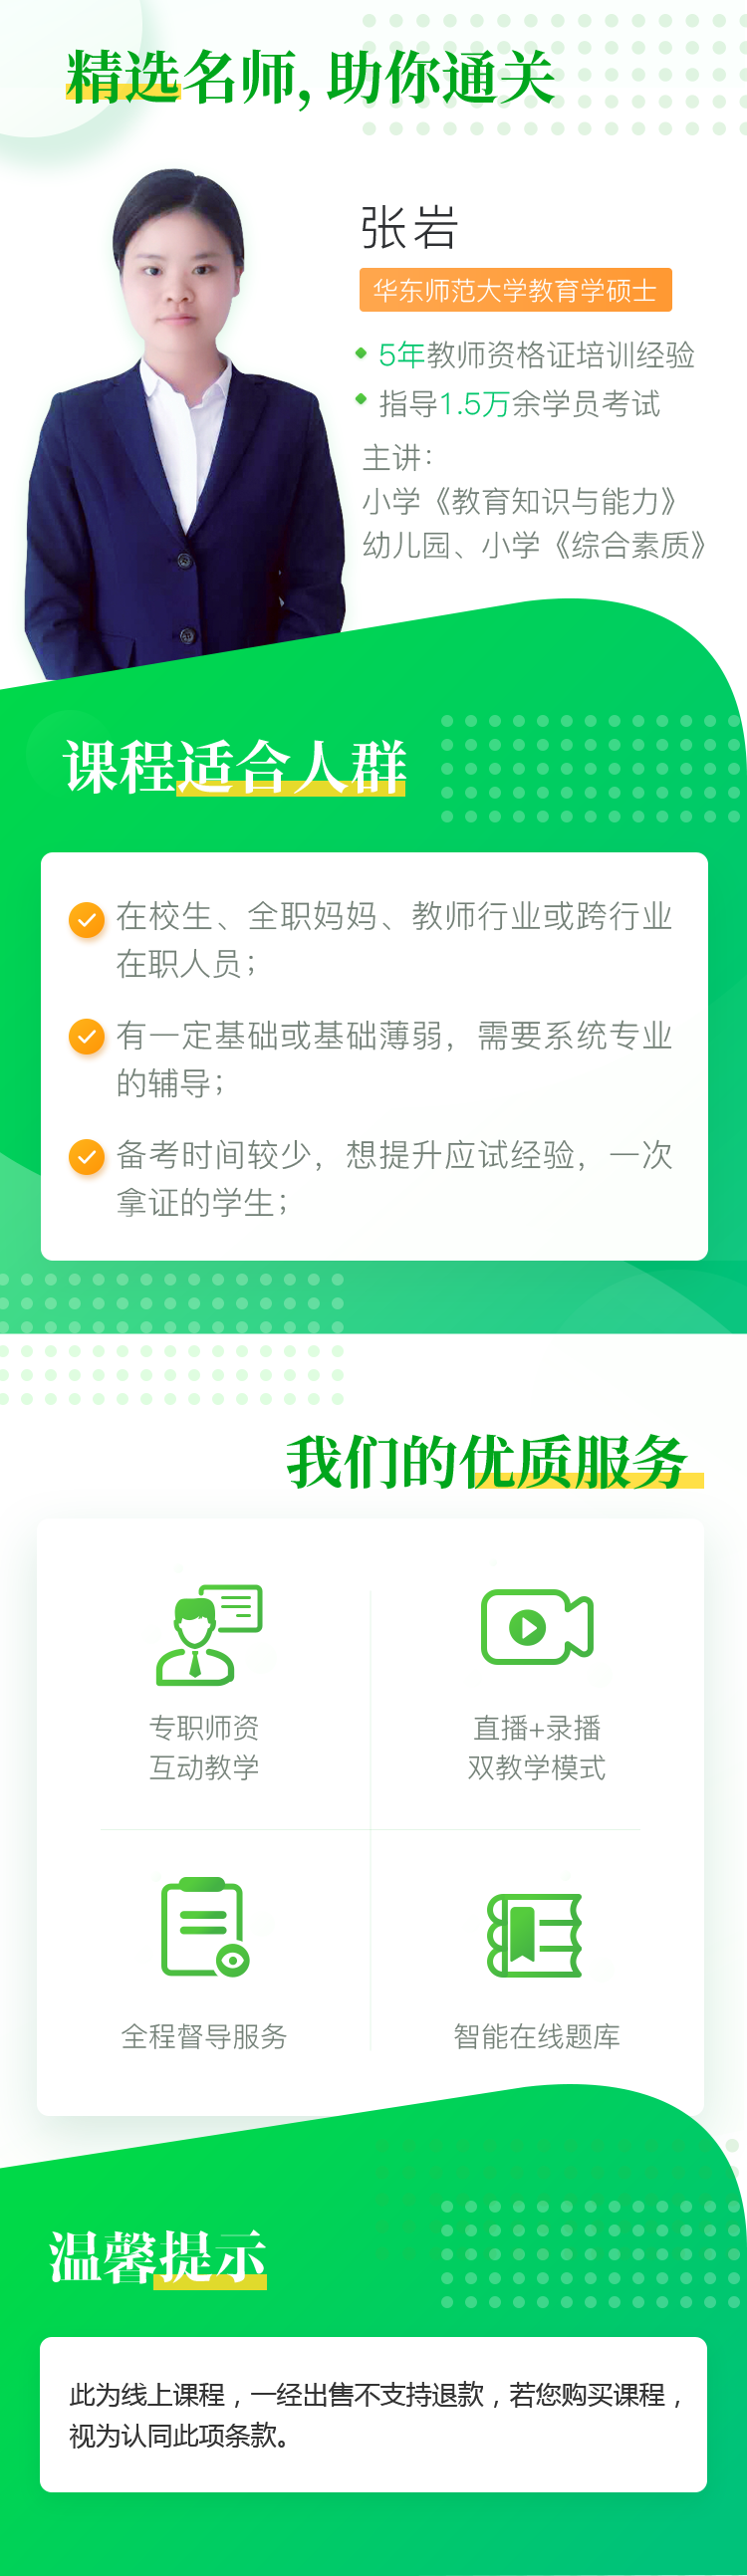 精选名师, 助你通关
张岩
华东师范大学教育学硕士
5年教师资格证培训经验
指导1.5万余学员考试
主讲：
小学《教育知识与能力》
幼儿园、小学《综合素质》
课程适合人群
在校生、全职妈妈、教师行业或跨行业
在职人员；
有一定基础或基础薄弱，需要系统专业
的辅导；
备考时间较少，想提升应试经验，一次
拿证的学生；
我们的优质服务
专职师资
互动教学
直播+录播
双教学模式
全程督导服务
智能在线题库
温馨提示
此为线上课程，一经出售不支持退款，若您购买课程，
视为认同此项条款。